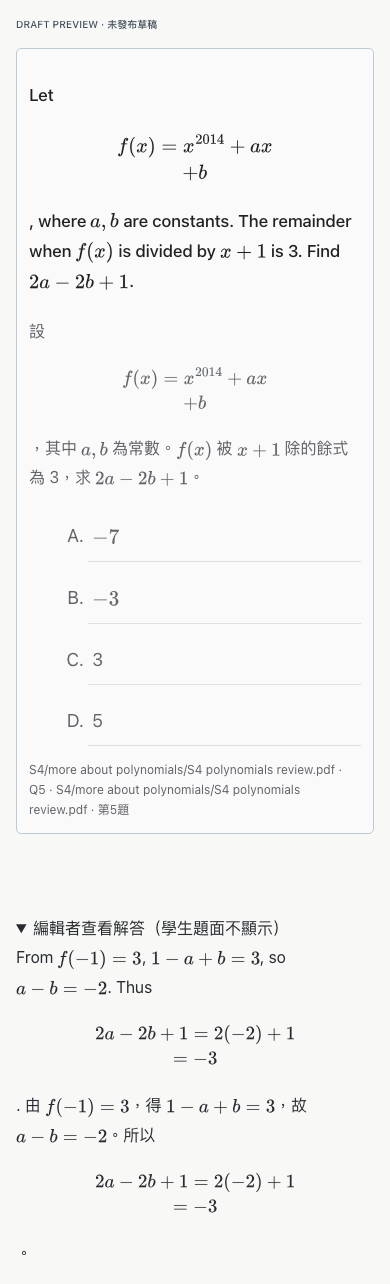 DRAFT PREVIEW · 未發布草稿
Let
f(x) = x^2014 + ax
+b
, where a, b are constants. The remainder
when f(x) is divided by x + 1 is 3. Find
2a − 2b + 1.
設
f(x) = x^2014 + ax
+b
，其中 a, b 為常數。f(x) 被 x + 1 除的餘式
為 3，求 2a − 2b + 1。
A. −7
B. −3
C. 3
D. 5
S4/more about polynomials/S4 polynomials review.pdf ·
Q5 · S4/more about polynomials/S4 polynomials
review.pdf · 第5題
▼ 編輯者查看解答（學生題面不顯示）
From f(−1) = 3, 1 − a + b = 3, so
a − b = −2. Thus
2a − 2b + 1 = 2(−2) + 1
= −3
. 由 f(−1) = 3，得 1 − a + b = 3，故
a − b = −2。所以
2a − 2b + 1 = 2(−2) + 1
= −3
。